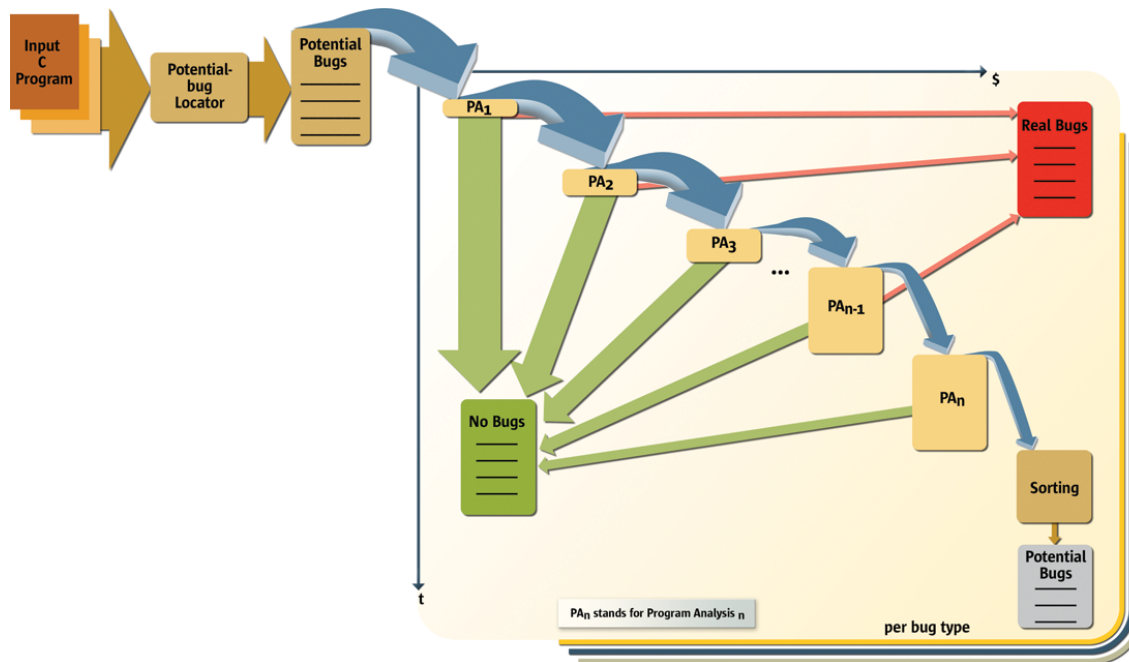 Input
C
Program
Potential-
bug
Locator
Potential
Bugs
$
PA1
Real Bugs
PA2
PA3
...
PAn-1
PAn
No Bugs
Sorting
Potential
Bugs
t
PAn stands for Program Analysis n
per bug type